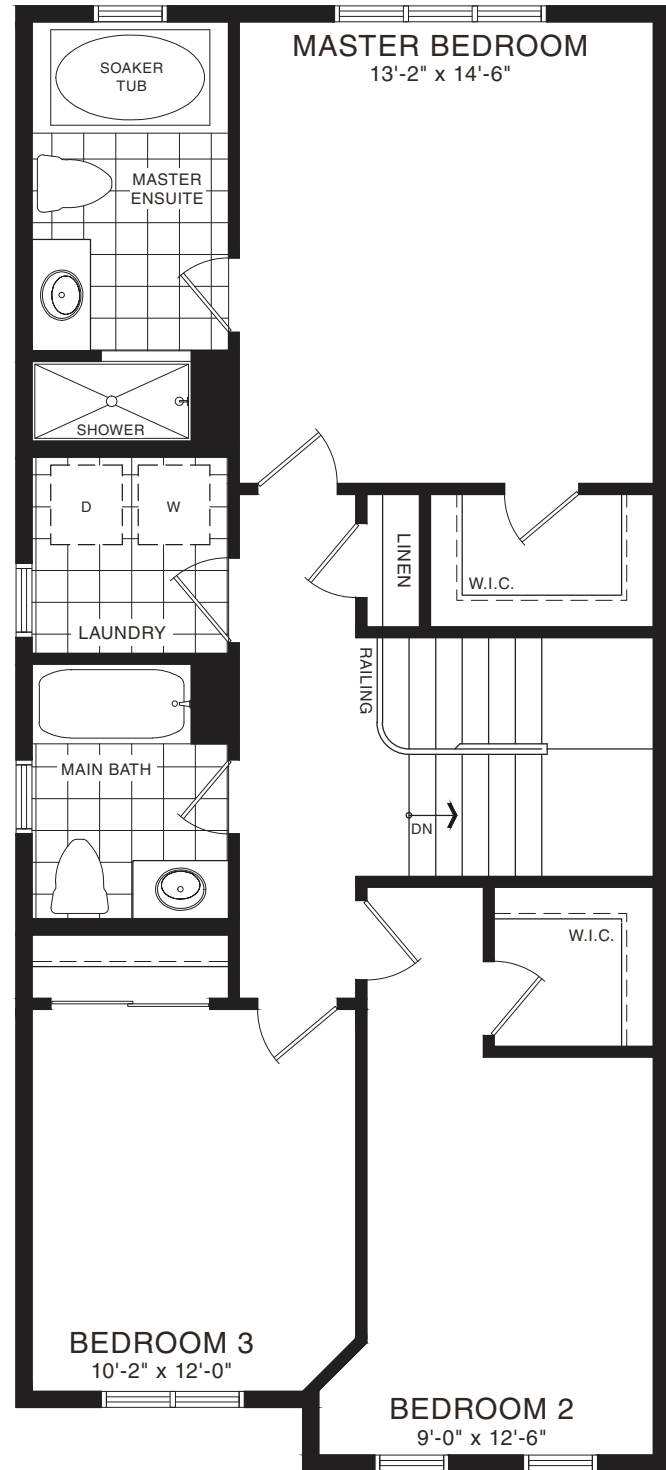 MASTER BEDROOM
13'-2" x 14'-6"
SOAKER
TUB
MASTER
ENSUITE
SHOWER
D
W
LINEN
W.I.C.
LAUNDRY
RAILING
MAIN BATH
DN
W.I.C.
BEDROOM 3
10'-2" x 12'-0"
BEDROOM 2
9'-0" x 12'-6"